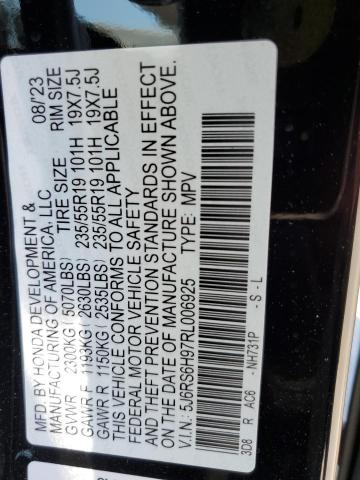 MFD. BY HONDA DEVELOPMENT & 08/23
MANUFACTURING OF AMERICA, LLC
TIRE SIZE RIM SIZE
GVWR 2300KG (5070LBS)
GAWR F 1193KG (2630LBS) 235/55R19 101H 19X7.5J
GAWR R 1150KG (2535LBS) 235/55R19 101H 19X7.5J
THIS VEHICLE CONFORMS TO ALL APPLICABLE
FEDERAL MOTOR VEHICLE SAFETY
AND THEFT PREVENTION STANDARDS IN EFFECT
ON THE DATE OF MANUFACTURE SHOWN ABOVE.
V.I.N.: 5J6RS6H97RL006925 TYPE: MPV
3D8 R AC6 -NH731P -S-L